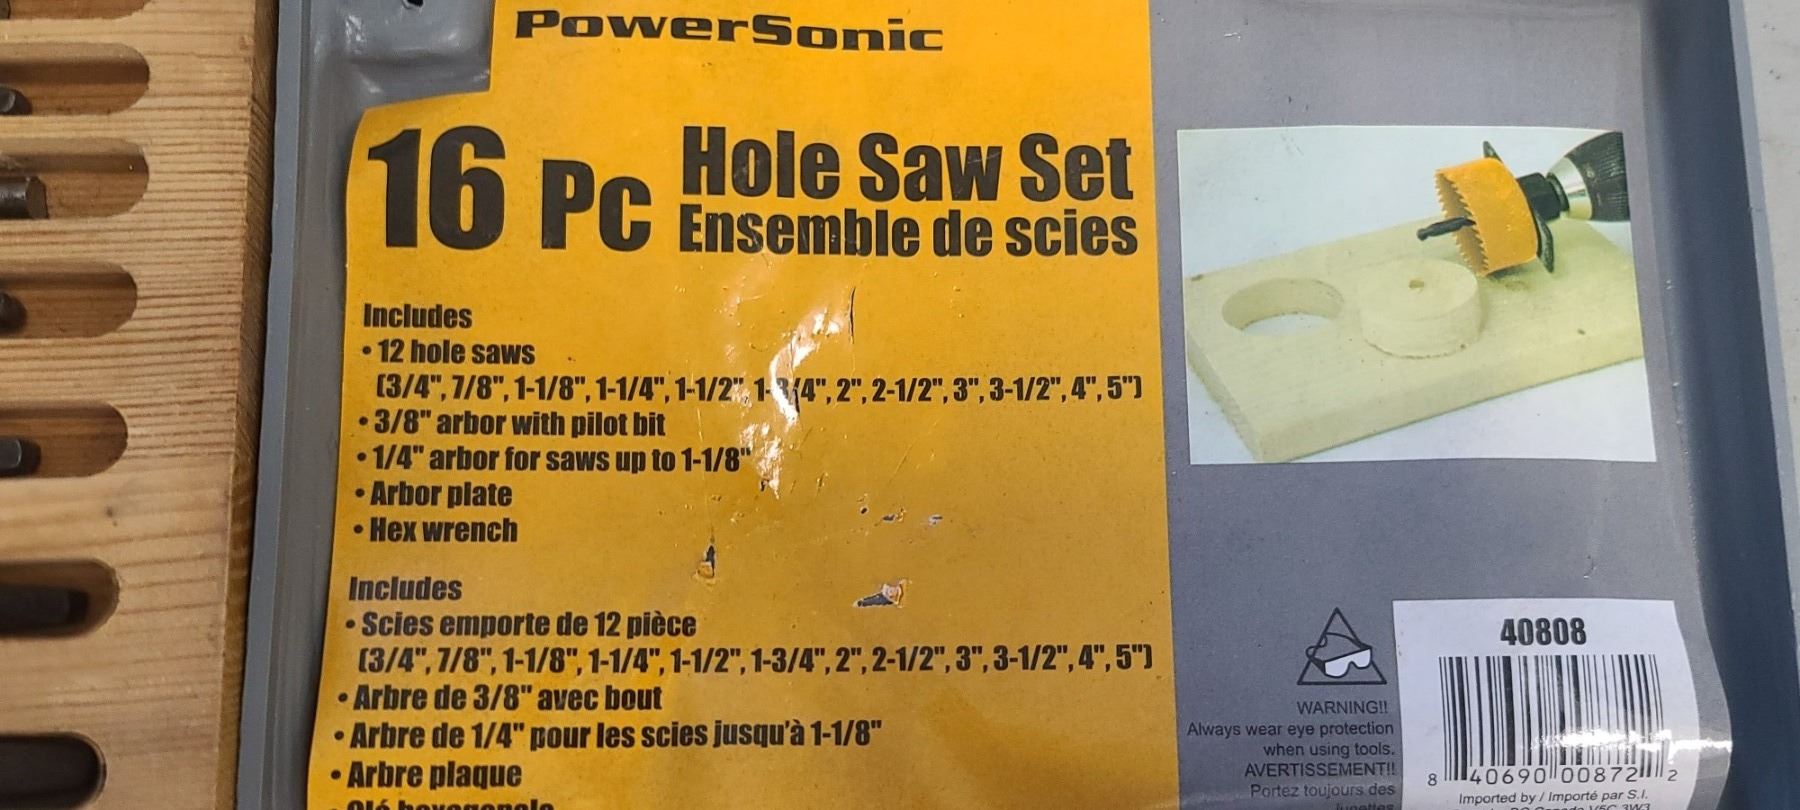 PowerSonic
16 Pc
Hole Saw Set
Ensemble de scies
Includes
• 12 hole saws
(3/4", 7/8", 1-1/8", 1-1/4", 1-1/2", 1-3/4", 2", 2-1/2", 3", 3-1/2", 4", 5")
• 3/8" arbor with pilot bit
• 1/4" arbor for saws up to 1-1/8"
• Arbor plate
• Hex wrench
Includes
• Scies emporte de 12 pièce
(3/4", 7/8", 1-1/8", 1-1/4", 1-1/2", 1-3/4", 2", 2-1/2", 3", 3-1/2", 4", 5")
• Arbre de 3/8" avec bout
• Arbre de 1/4" pour les scies jusqu'à 1-1/8"
• Arbre plaque
WARNING!!
Always wear eye protection
when using tools.
AVERTISSEMENT!!
Portez toujours des
40808
8 40690 00872 2
Imported by / Importé par S.I.